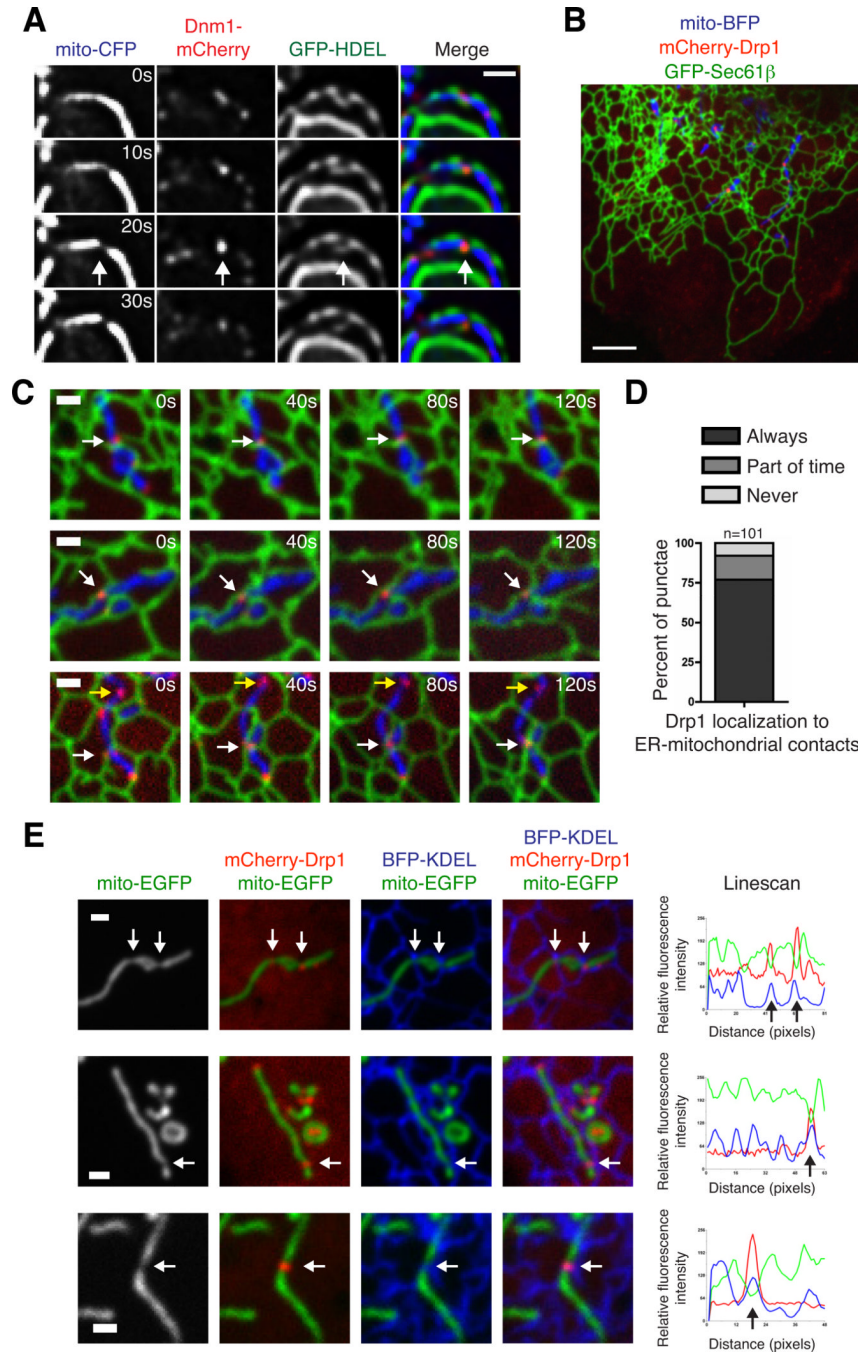 A
mito-CFP
Dnm1-
mCherry
GFP-HDEL
Merge
0s
10s
20s
30s
B
mito-BFP
mCherry-Drp1
GFP-Sec61β
C
0s
40s
80s
120s
0s
40s
80s
120s
0s
40s
80s
120s
D
Always
Part of time
Never
n=101
100
75
50
25
0
Percent of punctae
Drp1 localization to
ER-mitochondrial contacts
E
mito-EGFP
mCherry-Drp1
mito-EGFP
BFP-KDEL
mito-EGFP
BFP-KDEL
mCherry-Drp1
mito-EGFP
Linescan
Relative fluorescence
intensity
Distance (pixels)
Relative fluorescence
intensity
Distance (pixels)
Relative fluorescence
intensity
Distance (pixels)